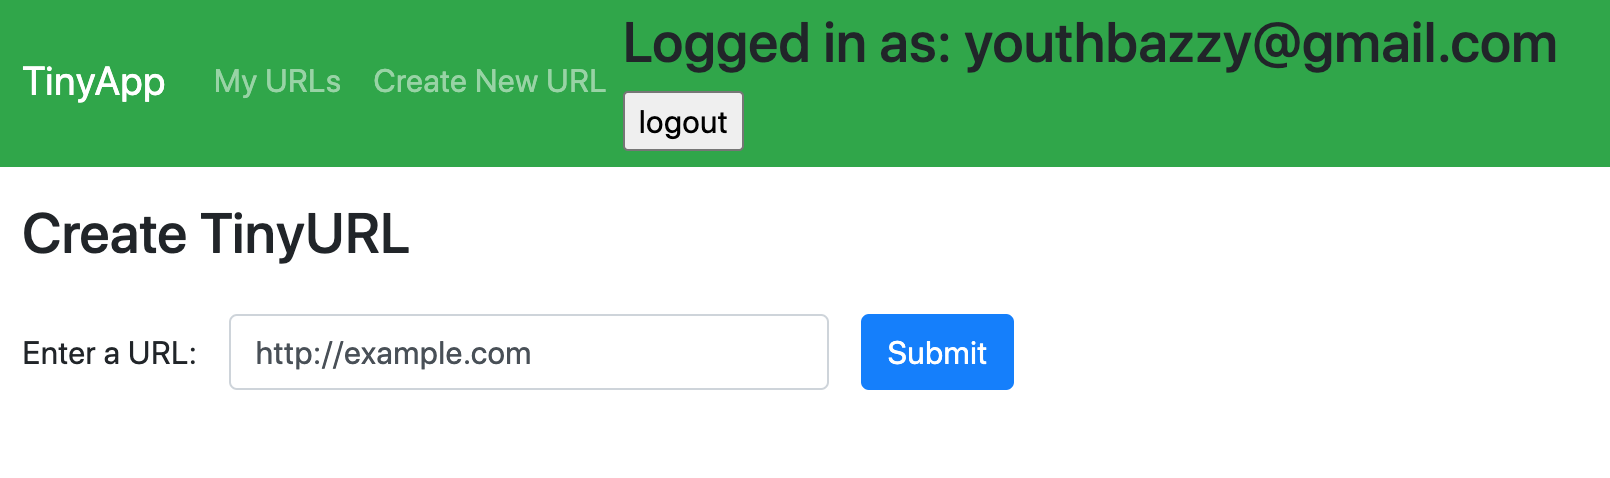 TinyApp My URLs Create New URL
Logged in as: youthbazzy@gmail.com
logout
Create TinyURL
Enter a URL: http://example.com Submit